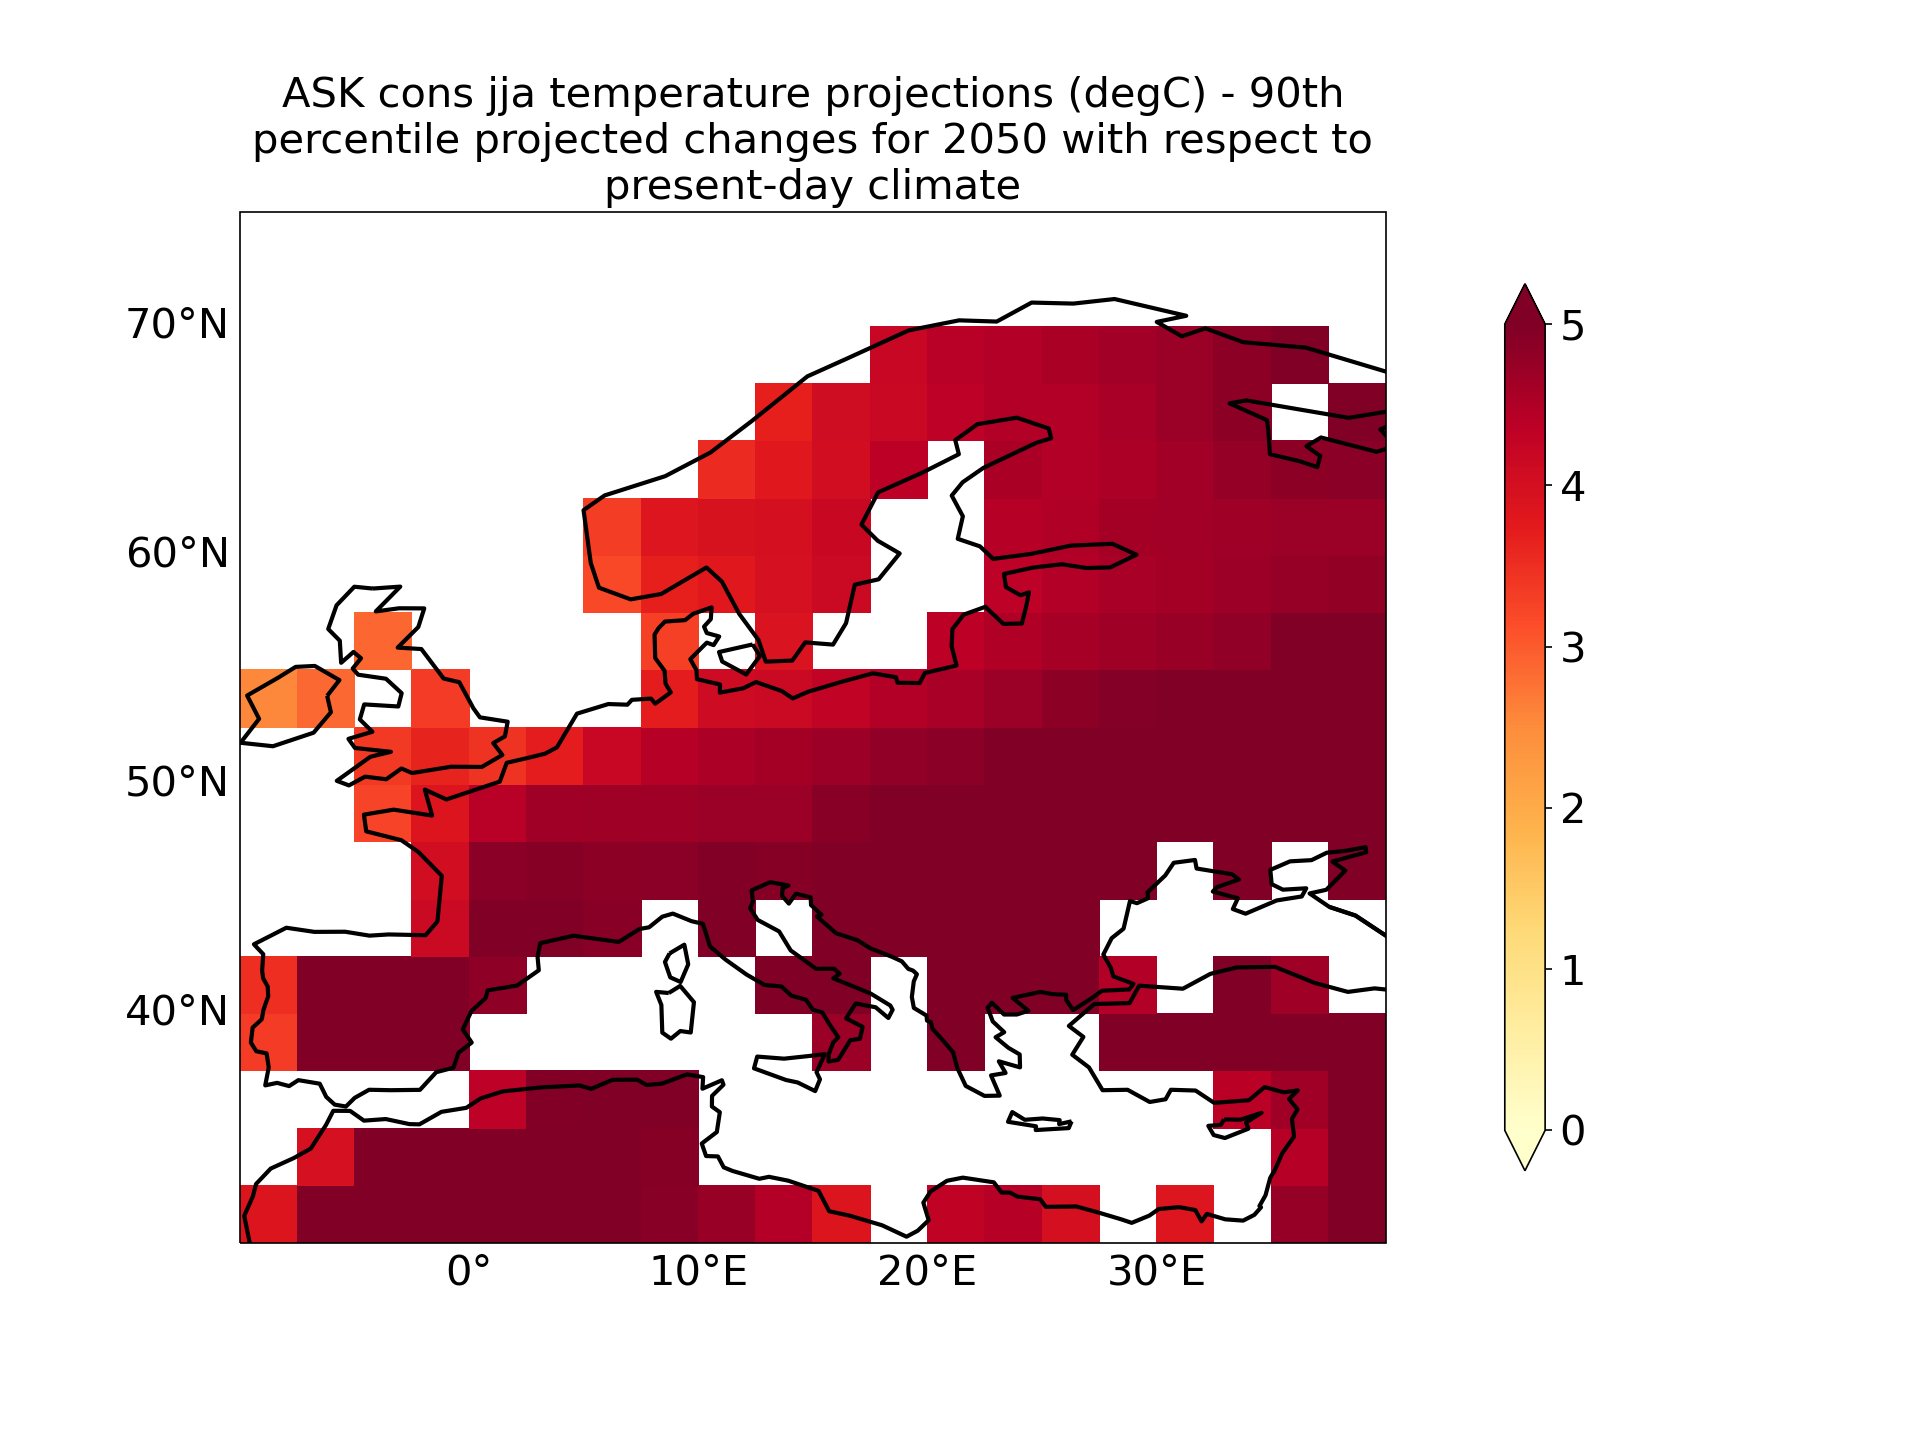 ASK cons jja temperature projections (degC) - 90th
percentile projected changes for 2050 with respect to
present-day climate
70°N
60°N
50°N
40°N
0°
10°E
20°E
30°E
5
4
3
2
1
0